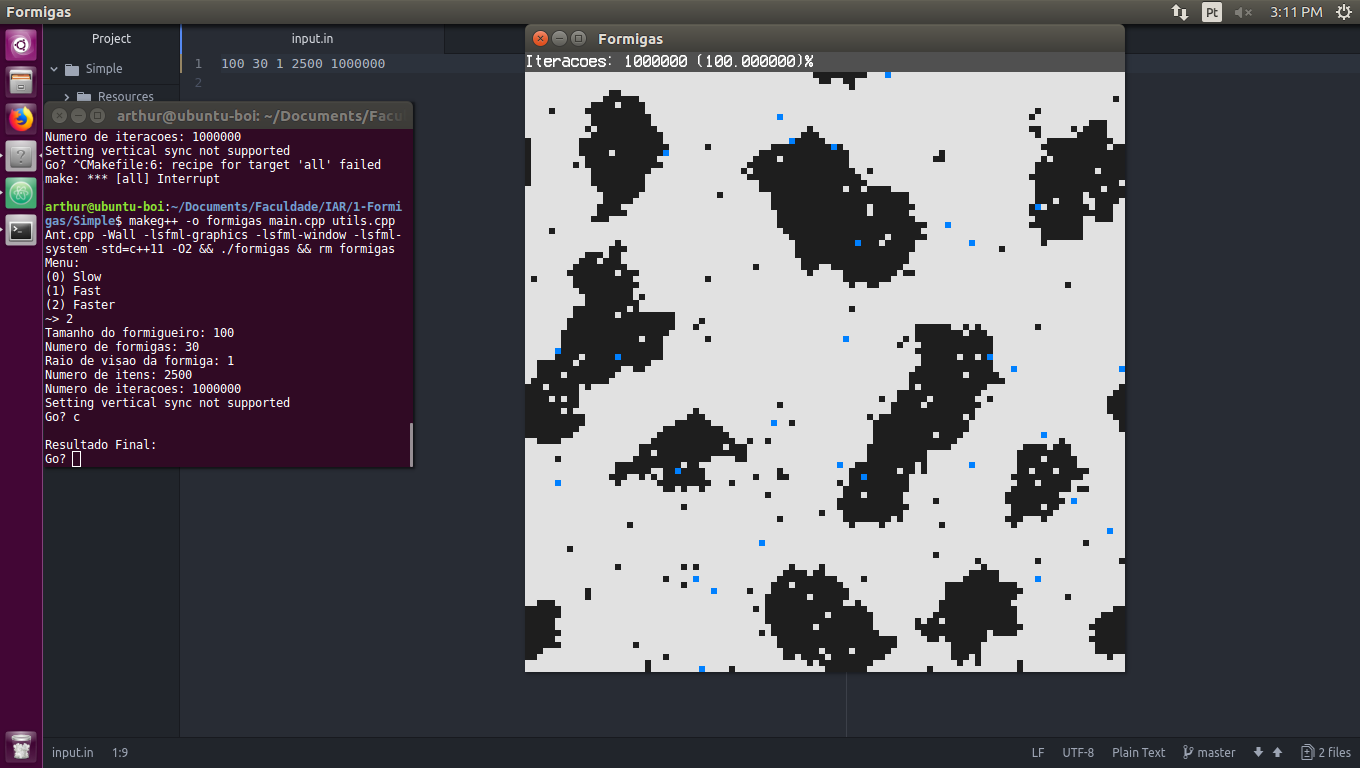 Formigas
Pt
3:11 PM
Project
input.in
Simple
Resources
1 100 30 1 2500 1000000
2
arthur@ubuntu-boi: ~/Documents/Facu
Numero de iteracoes: 1000000
Setting vertical sync not supported
Go? ^CMakefile:6: recipe for target 'all' failed
make: *** [all] Interrupt
arthur@ubuntu-boi:~/Documents/Faculdade/IAR/1-Formi
gas/Simple$ makeg++ -o formigas main.cpp utils.cpp
Ant.cpp -Wall -lsfml-graphics -lsfml-window -lsfml-
system -std=c++11 -O2 && ./formigas && rm formigas
Menu:
(0) Slow
(1) Fast
(2) Faster
~> 2
Tamanho do formigueiro: 100
Numero de formigas: 30
Raio de visao da formiga: 1
Numero de itens: 2500
Numero de iteracoes: 1000000
Setting vertical sync not supported
Go? c
Resultado Final:
Go?
Formigas
Iteracoes: 1000000 (100.000000)%
input.in 1:9
LF UTF-8 Plain Text master 2 files